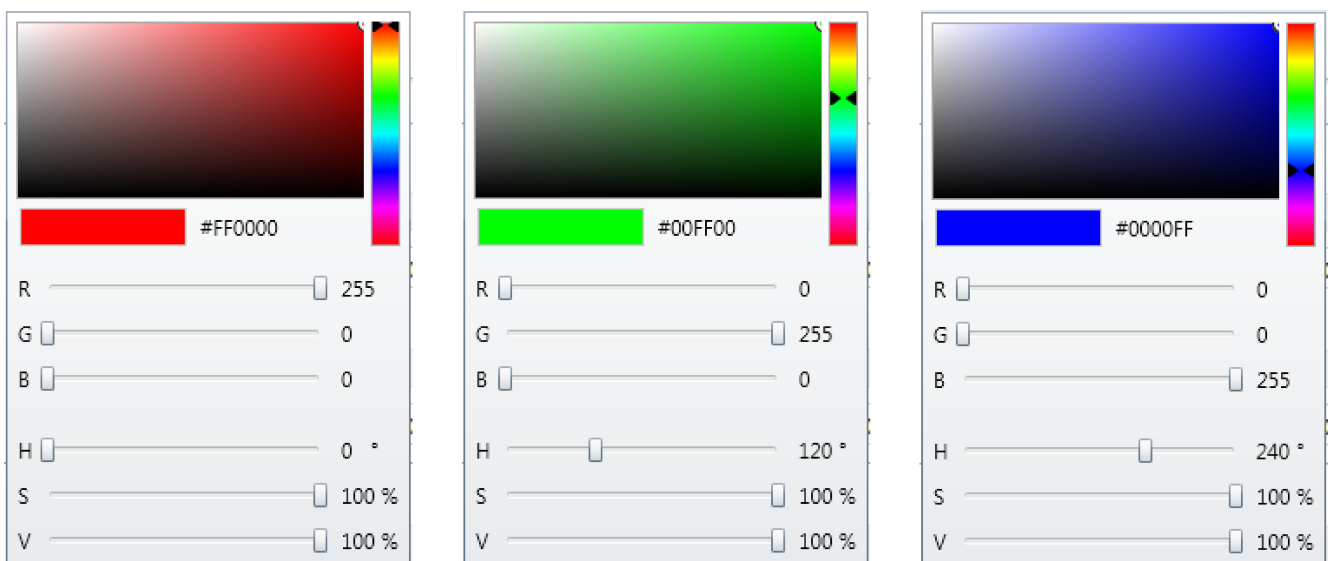 #FF0000
R 255
G 0
B 0
H 0 °
S 100 %
V 100 %
#00FF00
R 0
G 255
B 0
H 120 °
S 100 %
V 100 %
#0000FF
R 0
G 0
B 255
H 240 °
S 100 %
V 100 %